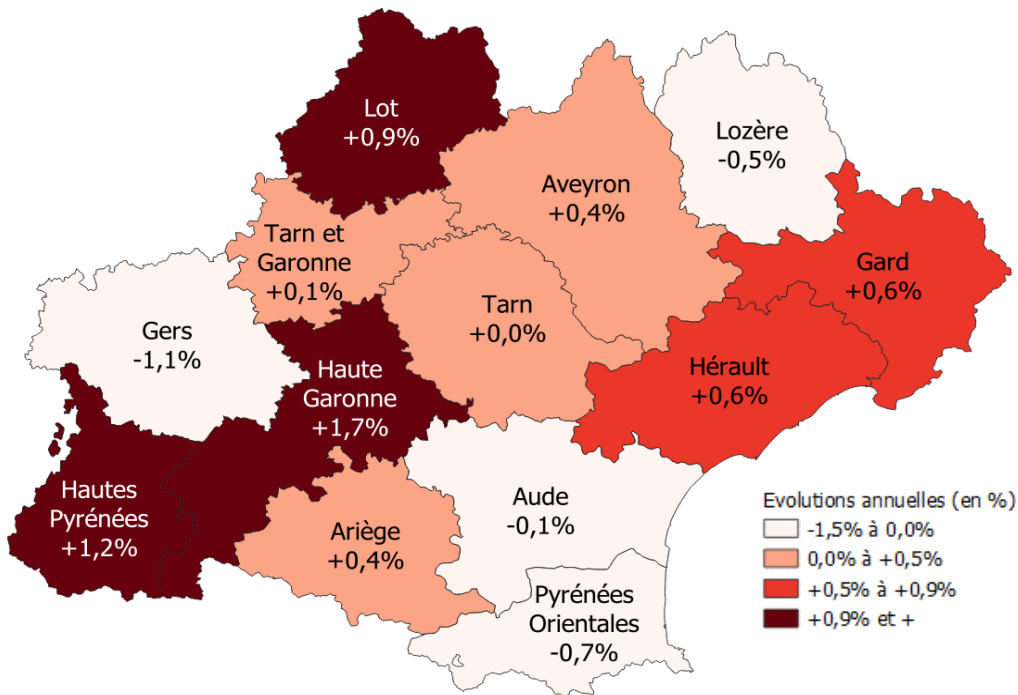 Lot
+0,9%
Lozère
-0,5%
Aveyron
+0,4%
Tarn et
Garonne
+0,1%
Gard
+0,6%
Tarn
+0,0%
Gers
-1,1%
Hérault
+0,6%
Haute
Garonne
+1,7%
Hautes
Pyrénées
+1,2%
Aude
-0,1%
Ariège
+0,4%
Pyrénées
Orientales
-0,7%
Evolutions annuelles (en %)
-1,5% à 0,0%
0,0% à +0,5%
+0,5% à +0,9%
+0,9% et +